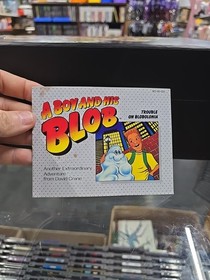 A BOY AND HIS
BLOB
TROUBLE
ON BLOBOLONIA
Another Extraordinary
Adventure
from David Crane